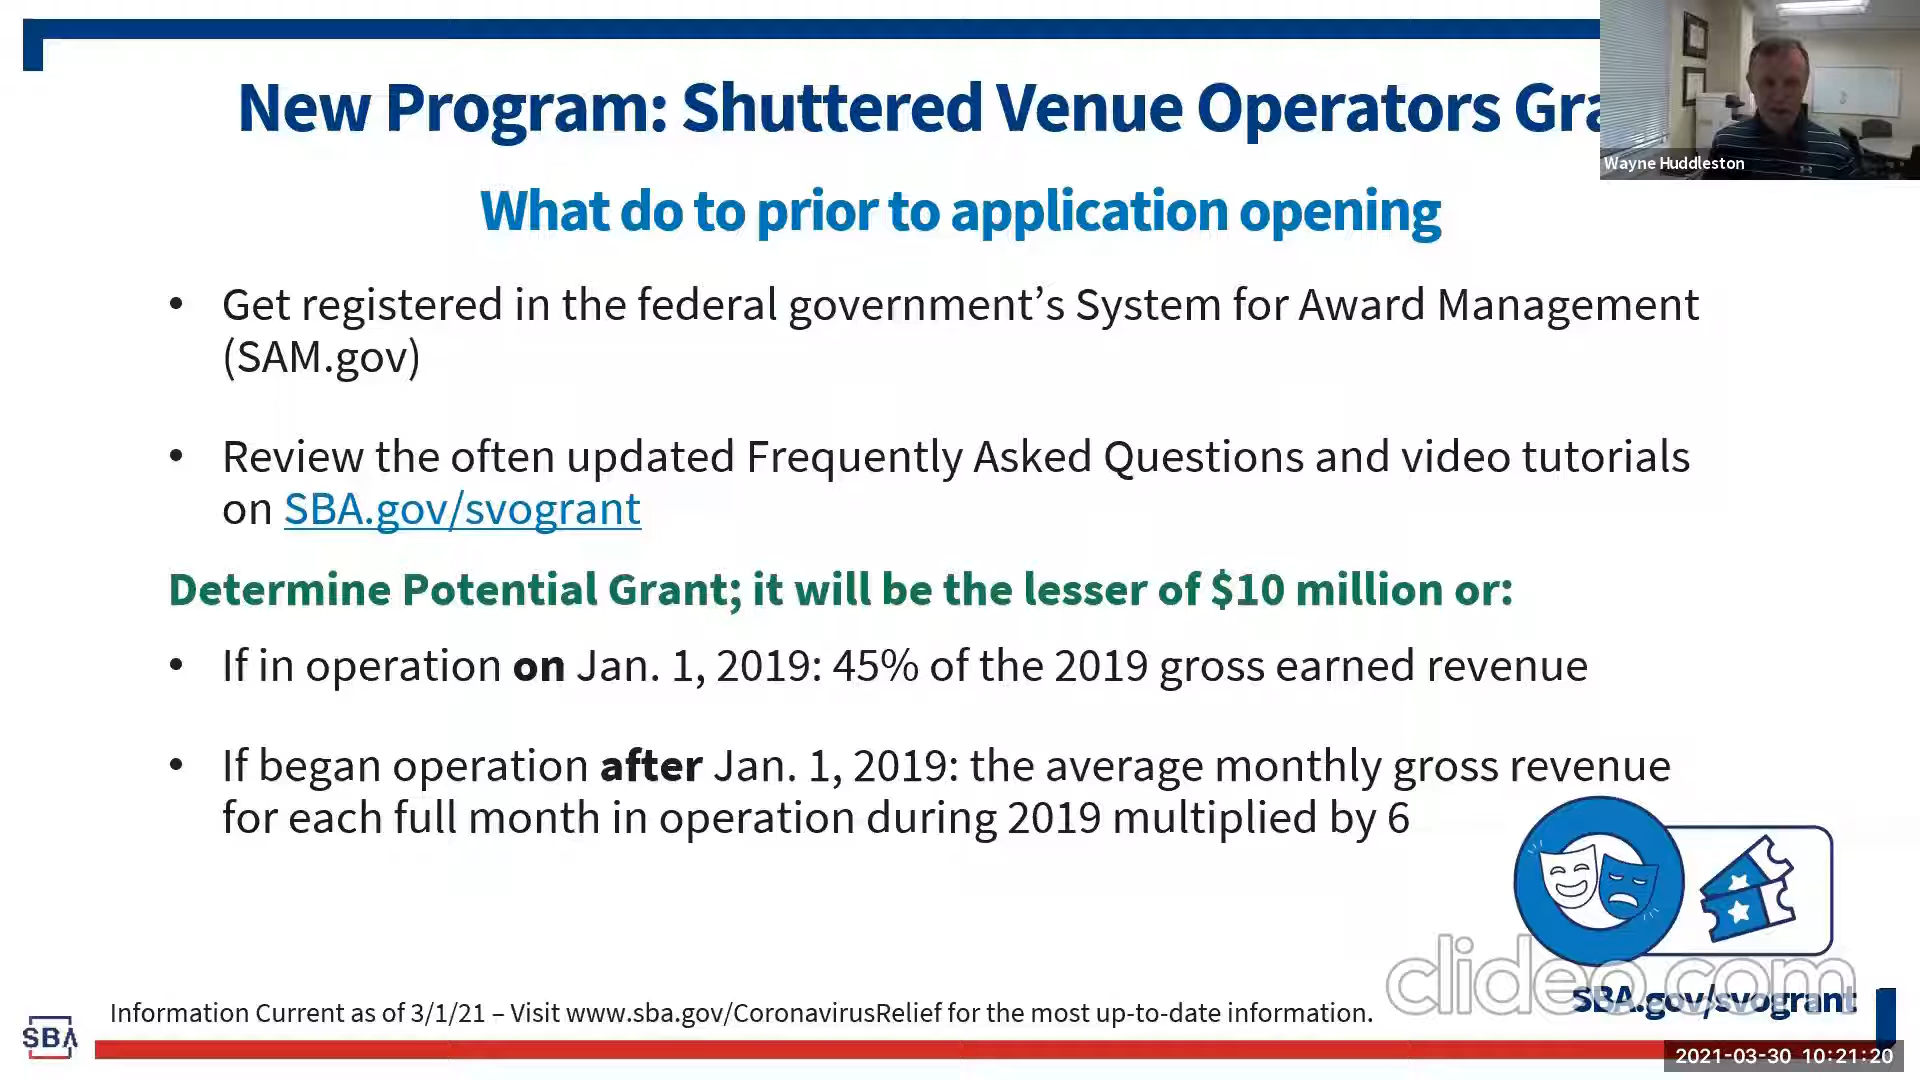 New Program: Shuttered Venue Operators Gra
Wayne Huddleston
What do to prior to application opening
• Get registered in the federal government’s System for Award Management
(SAM.gov)
• Review the often updated Frequently Asked Questions and video tutorials
on SBA.gov/svogrant
Determine Potential Grant; it will be the lesser of $10 million or:
• If in operation on Jan. 1, 2019: 45% of the 2019 gross earned revenue
• If began operation after Jan. 1, 2019: the average monthly gross revenue
for each full month in operation during 2019 multiplied by 6
clideo.com
SBA.gov/svogrant
Information Current as of 3/1/21 – Visit www.sba.gov/CoronavirusRelief for the most up-to-date information.
SBA
2021-03-30 10:21:20